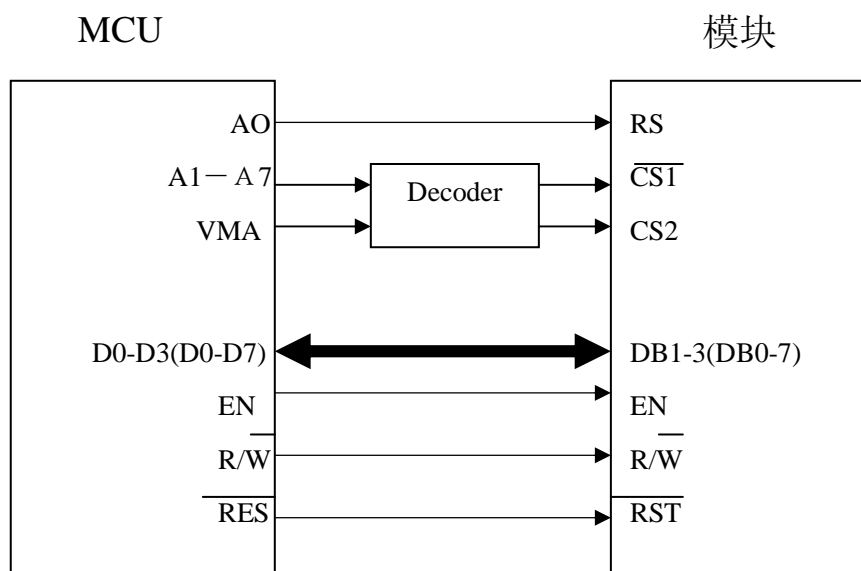 MCU 模块
AO RS
A1－A7 Decoder CS1
VMA CS2
D0-D3(D0-D7) DB1-3(DB0-7)
EN EN
R/W R/W
RES RST